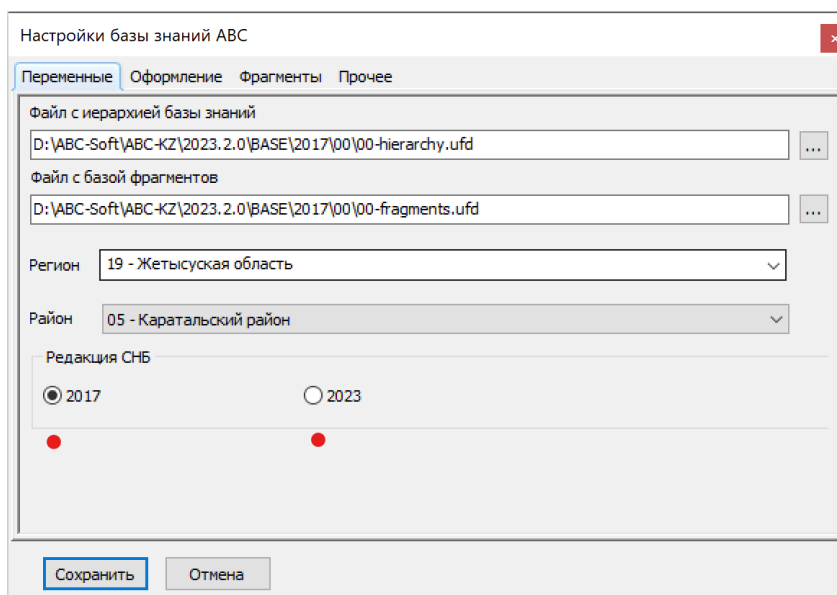 Настройки базы знаний ABC
Переменные Оформление Фрагменты Прочее
Файл с иерархией базы знаний
D:\ABC-Soft\ABC-KZ\2023.2.0\BASE\2017\00\00-hierarchy.ufd
...
Файл с базой фрагментов
D:\ABC-Soft\ABC-KZ\2023.2.0\BASE\2017\00\00-fragments.ufd
...
Регион 19 - Жетысуская область
Район 05 - Каратальский район
Редакция СНБ
2017 2023
Сохранить Отмена